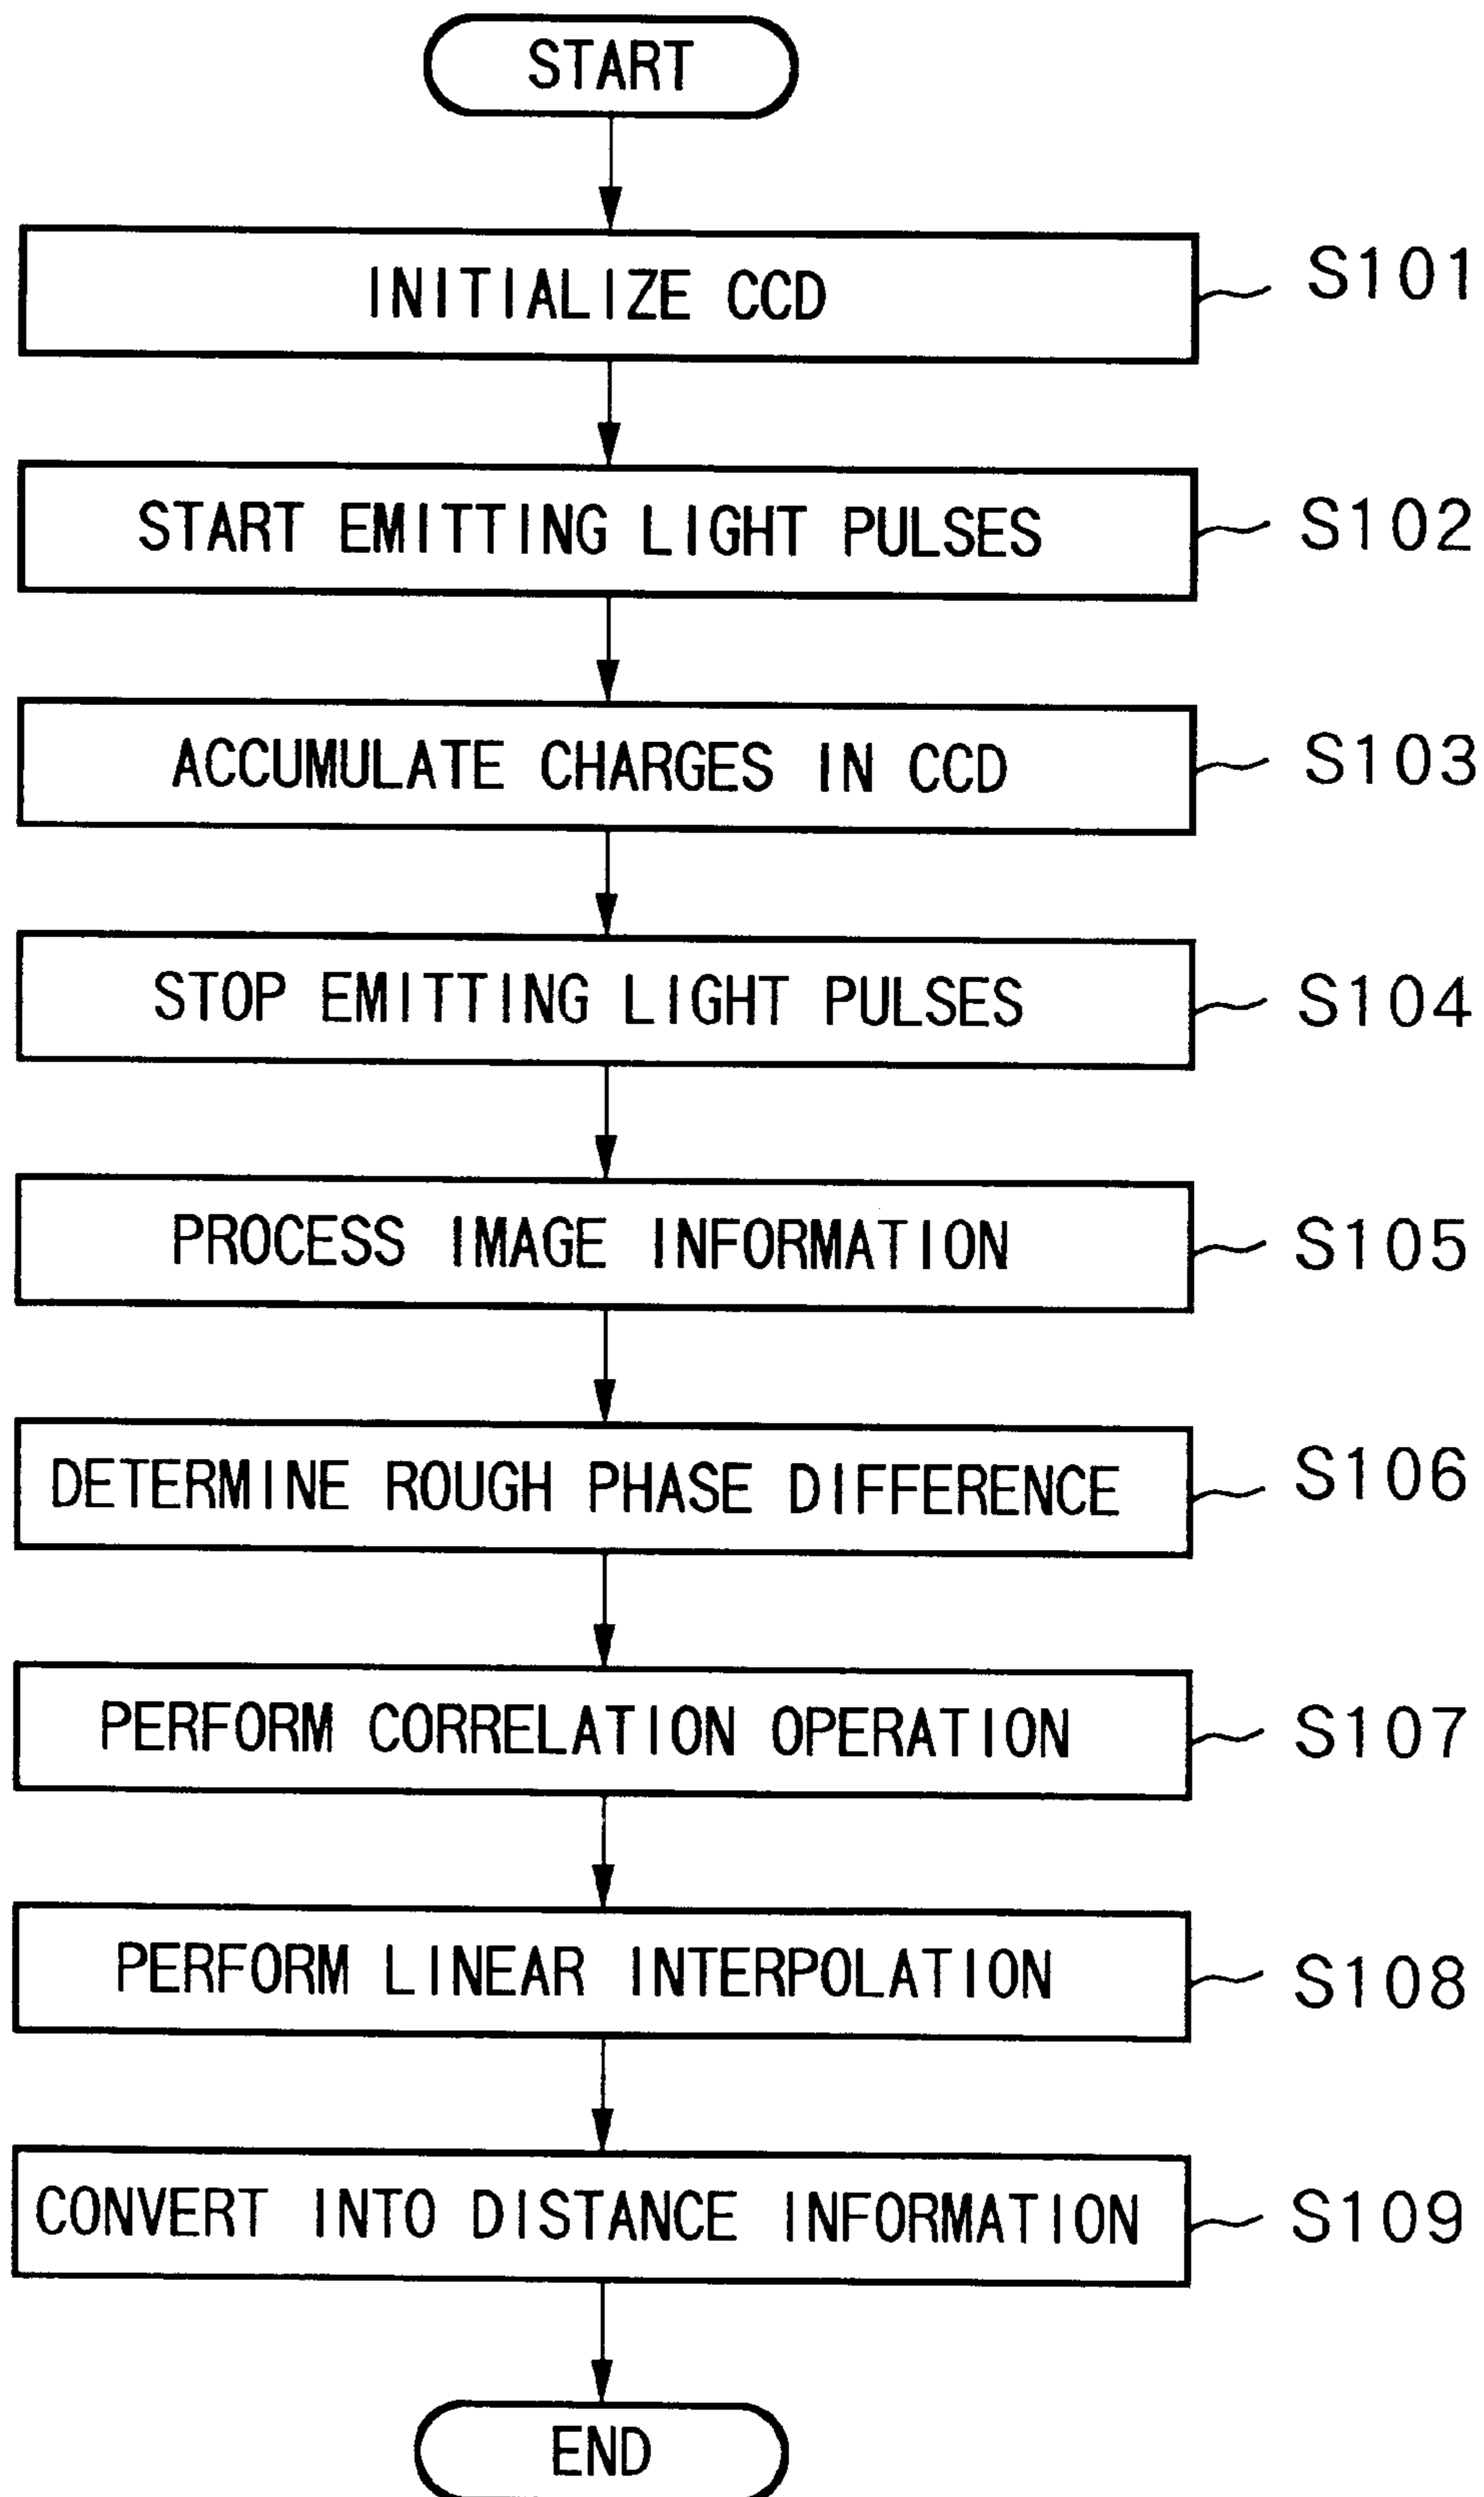 START
INITIALIZE CCD
S101
START EMITTING LIGHT PULSES
S102
ACCUMULATE CHARGES IN CCD
S103
STOP EMITTING LIGHT PULSES
S104
PROCESS IMAGE INFORMATION
S105
DETERMINE ROUGH PHASE DIFFERENCE
S106
PERFORM CORRELATION OPERATION
S107
PERFORM LINEAR INTERPOLATION
S108
CONVERT INTO DISTANCE INFORMATION
S109
END